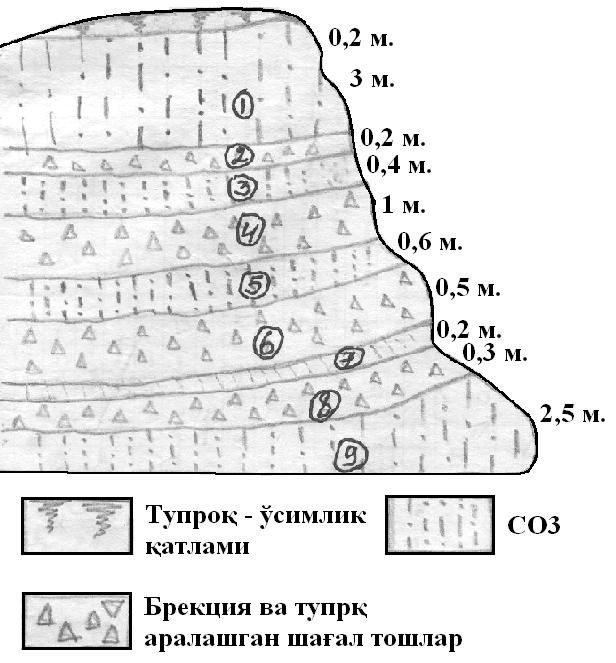 0,2 м.
3 м.
1
0,2 м.
2
0,4 м.
3
1 м.
4
0,6 м.
5
0,5 м.
6
0,2 м.
7
0,3 м.
8
2,5 м.
9
Тупроқ - ўсимлик
қатлами
СО3
Брекция ва тупрқ
аралашган шағал тошлар